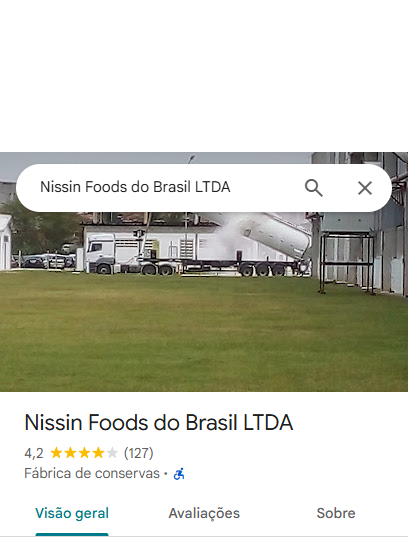 Nissin Foods do Brasil LTDA
Nissin Foods do Brasil LTDA
4,2 (127)
Fábrica de conservas ·
Visão geral Avaliações Sobre